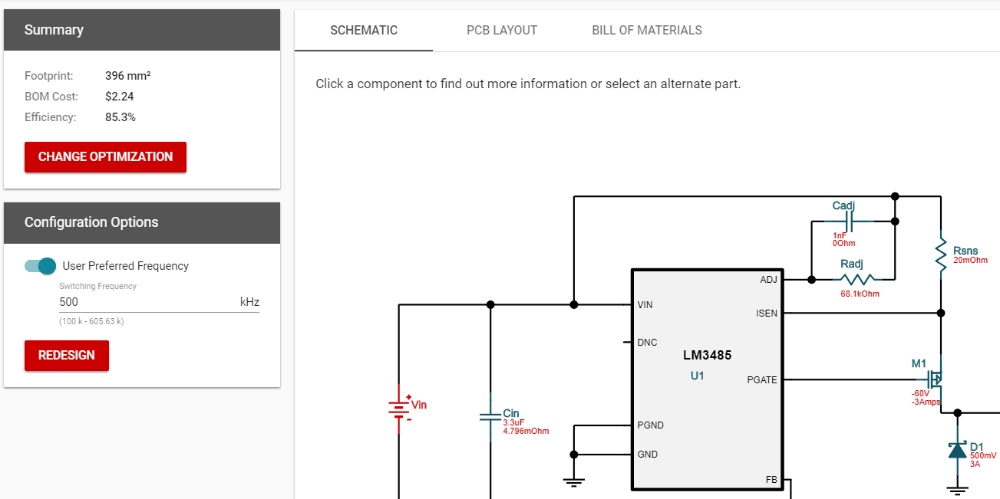 Summary
Footprint: 396 mm²
BOM Cost: $2.24
Efficiency: 85.3%
CHANGE OPTIMIZATION
Configuration Options
User Preferred Frequency
Switching Frequency
500 kHz
(100 k - 605.63 k)
REDESIGN
SCHEMATIC PCB LAYOUT BILL OF MATERIALS
Click a component to find out more information or select an alternate part.
Cadj
1nF
0Ohm
Radj
68.1kOhm
Rsns
20mOhm
ADJ
VIN
ISEN
DNC
LM3485
U1
PGATE
M1
-60V
-3Amps
+
Vin
-
Cin
3.3uF
4.796mOhm
PGND
GND
FB
D1
500mV
3A